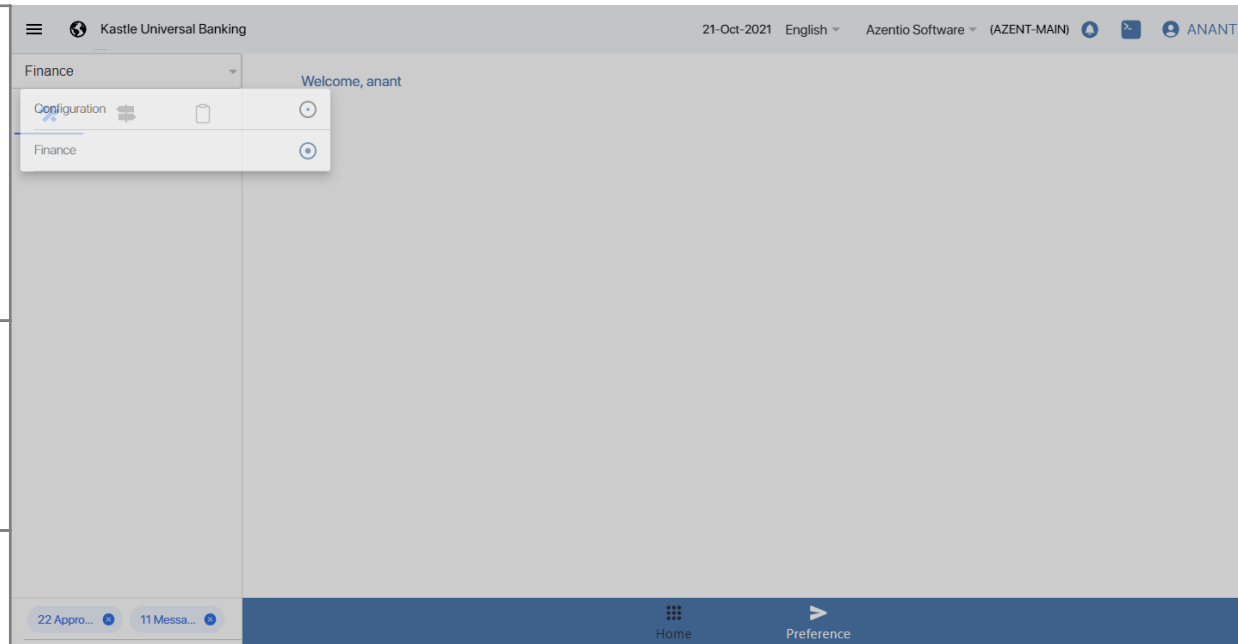 Kastle Universal Banking 21-Oct-2021 English Azentio Software (AZENT-MAIN) ANANT
Finance
Welcome, anant
Configuration
Finance
22 Appro... 11 Messa...
Home Preference